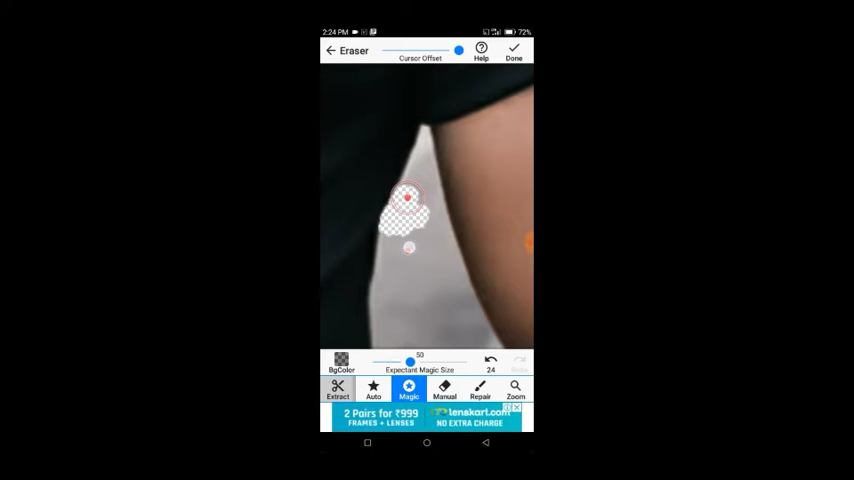 2:24 PM 72%
Eraser
Cursor Offset
Help
Done
50
BgColor
Expectant Magic Size
24
Extract
Auto
Magic
Manual
Repair
Zoom
2 Pairs for ₹999
FRAMES + LENSES
lenskart.com
NO EXTRA CHARGE